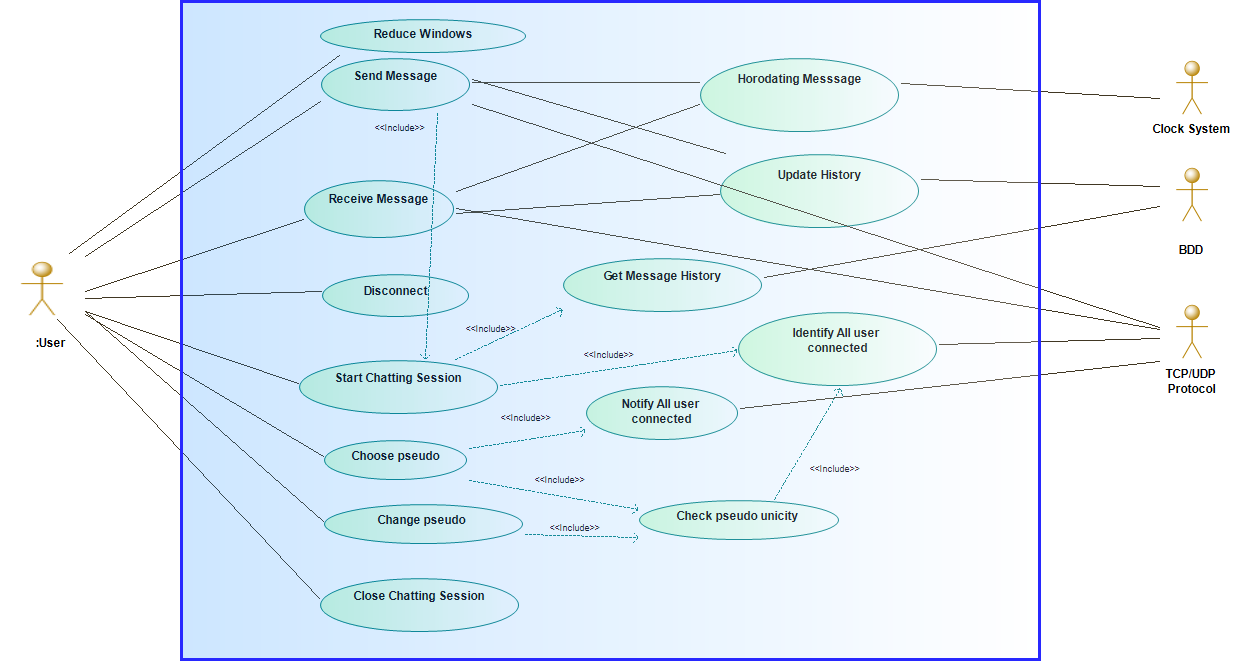 Reduce Windows
Send Message
Horodating Messsage
<<Include>>
Clock System
Update History
Receive Message
BDD
Get Message History
Disconnect
<<Include>>
Identify All user
connected
:User
<<Include>>
Start Chatting Session
TCP/UDP
Protocol
Notify All user
connected
<<Include>>
Choose pseudo
<<Include>>
<<Include>>
Check pseudo unicity
Change pseudo
<<Include>>
Close Chatting Session